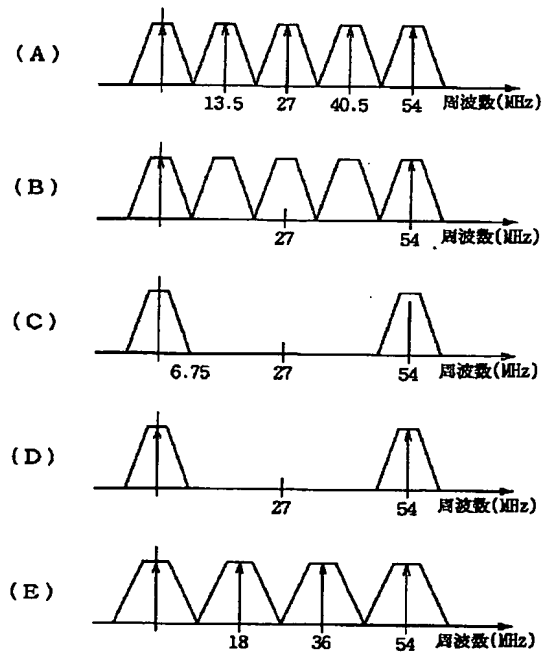 (A)
13.5 27 40.5 54 周波数(MHz)
(B)
27 54 周波数(MHz)
(C)
6.75 27 54 周波数(MHz)
(D)
27 54 周波数(MHz)
(E)
18 36 54 周波数(MHz)